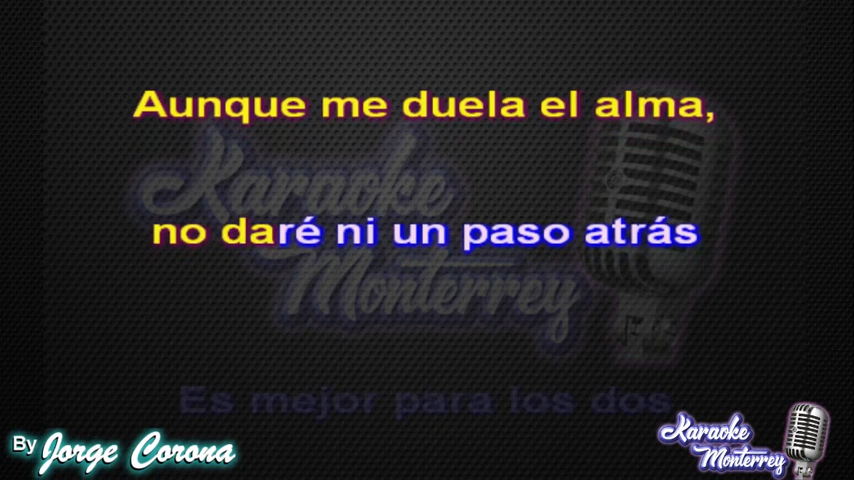 Aunque me duela el alma,
Karaoke
no daré ni un paso atrás
Monterrey
Es mejor para los dos
By Jorge Corona
Karaoke
Monterrey